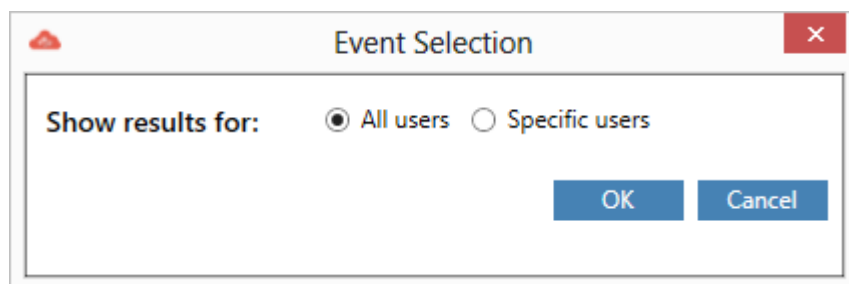 Event Selection
Show results for: All users Specific users
OK Cancel